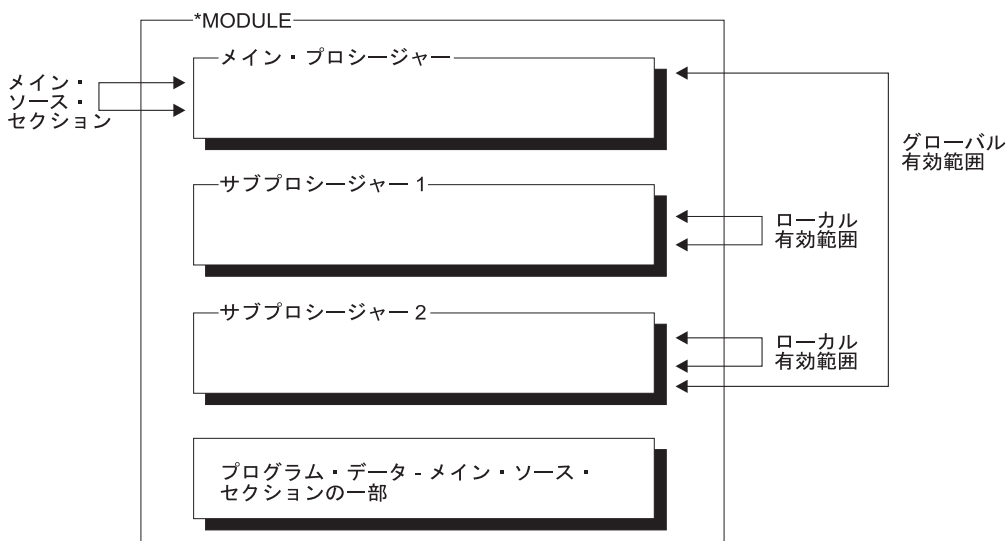 *MODULE
メイン・プロシージャー
メイン・
ソース・
セクション
グローバル
有効範囲
サブプロシージャー 1
ローカル
有効範囲
サブプロシージャー 2
ローカル
有効範囲
プログラム・データ - メイン・ソース・
セクションの一部